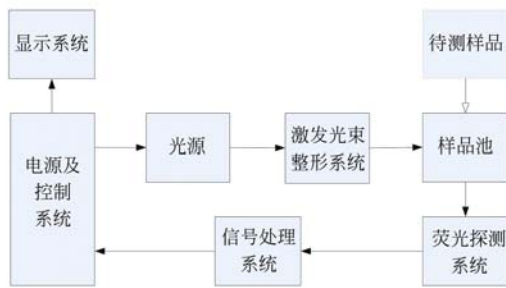 显示系统
待测样品
电源及
控制
系统
光源
激发光束
整形系统
样品池
信号处理
系统
荧光探测
系统